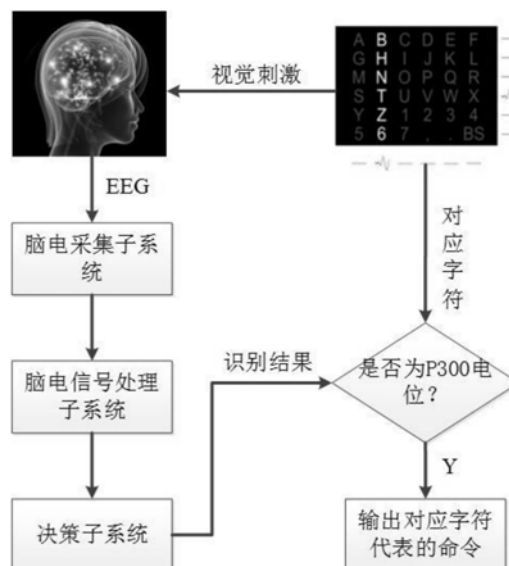 A B C D E F
G H I J K L
M N O P Q R
S T U V W X
Y Z 1 2 3 4
5 6 7 . . BS
视觉刺激
EEG
对应字符
脑电采集子系
统
脑电信号处理
子系统
识别结果
是否为P300电
位?
Y
决策子系统
输出对应字符
代表的命令